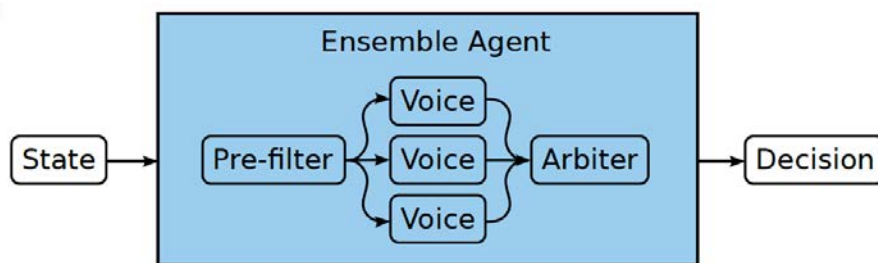 Ensemble Agent
Voice
State Pre-filter Voice Arbiter Decision
Voice